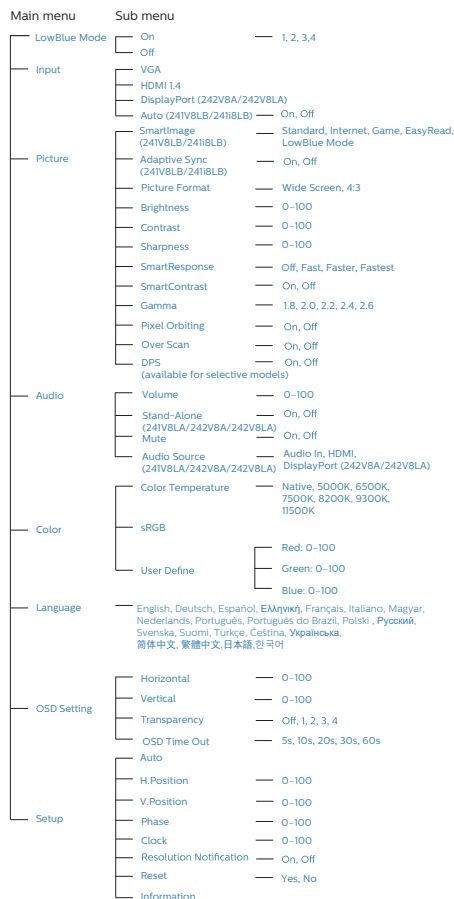 Main menu Sub menu
LowBlue Mode On 1, 2, 3,4
Off
Input VGA
HDMI 1.4
DisplayPort (242V8A/242V8LA)
Auto (241V8LB/241i8LB) On, Off
Picture SmartImage Standard, Internet, Game, EasyRead,
(241V8LB/241i8LB) LowBlue Mode
Adaptive Sync On, Off
(241V8LB/241i8LB)
Picture Format Wide Screen, 4:3
Brightness 0-100
Contrast 0-100
Sharpness 0-100
SmartResponse Off, Fast, Faster, Fastest
SmartContrast On, Off
Gamma 1.8, 2.0, 2.2, 2.4, 2.6
Pixel Orbiting On, Off
Over Scan On, Off
DPS On, Off
(available for selective models)
Audio Volume 0-100
Stand-Alone On, Off
(241V8LA/242V8A/242V8LA)
Mute On, Off
Audio Source Audio In, HDMI,
(241V8LA/242V8A/242V8LA) DisplayPort (242V8A/242V8LA)
Color Color Temperature Native, 5000K, 6500K,
7500K, 8200K, 9300K,
11500K
sRGB
User Define Red: 0-100
Green: 0-100
Blue: 0-100
Language English, Deutsch, Español, Ελληνική, Français, Italiano, Magyar,
Nederlands, Português, Português do Brazil, Polski , Русский,
Svenska, Suomi, Türkçe, Čeština, Українська,
简体中文, 繁體中文,日本語,한국어
OSD Setting Horizontal 0-100
Vertical 0-100
Transparency Off, 1, 2, 3, 4
OSD Time Out 5s, 10s, 20s, 30s, 60s
Setup Auto
H.Position 0-100
V.Position 0-100
Phase 0-100
Clock 0-100
Resolution Notification On, Off
Reset Yes, No
Information